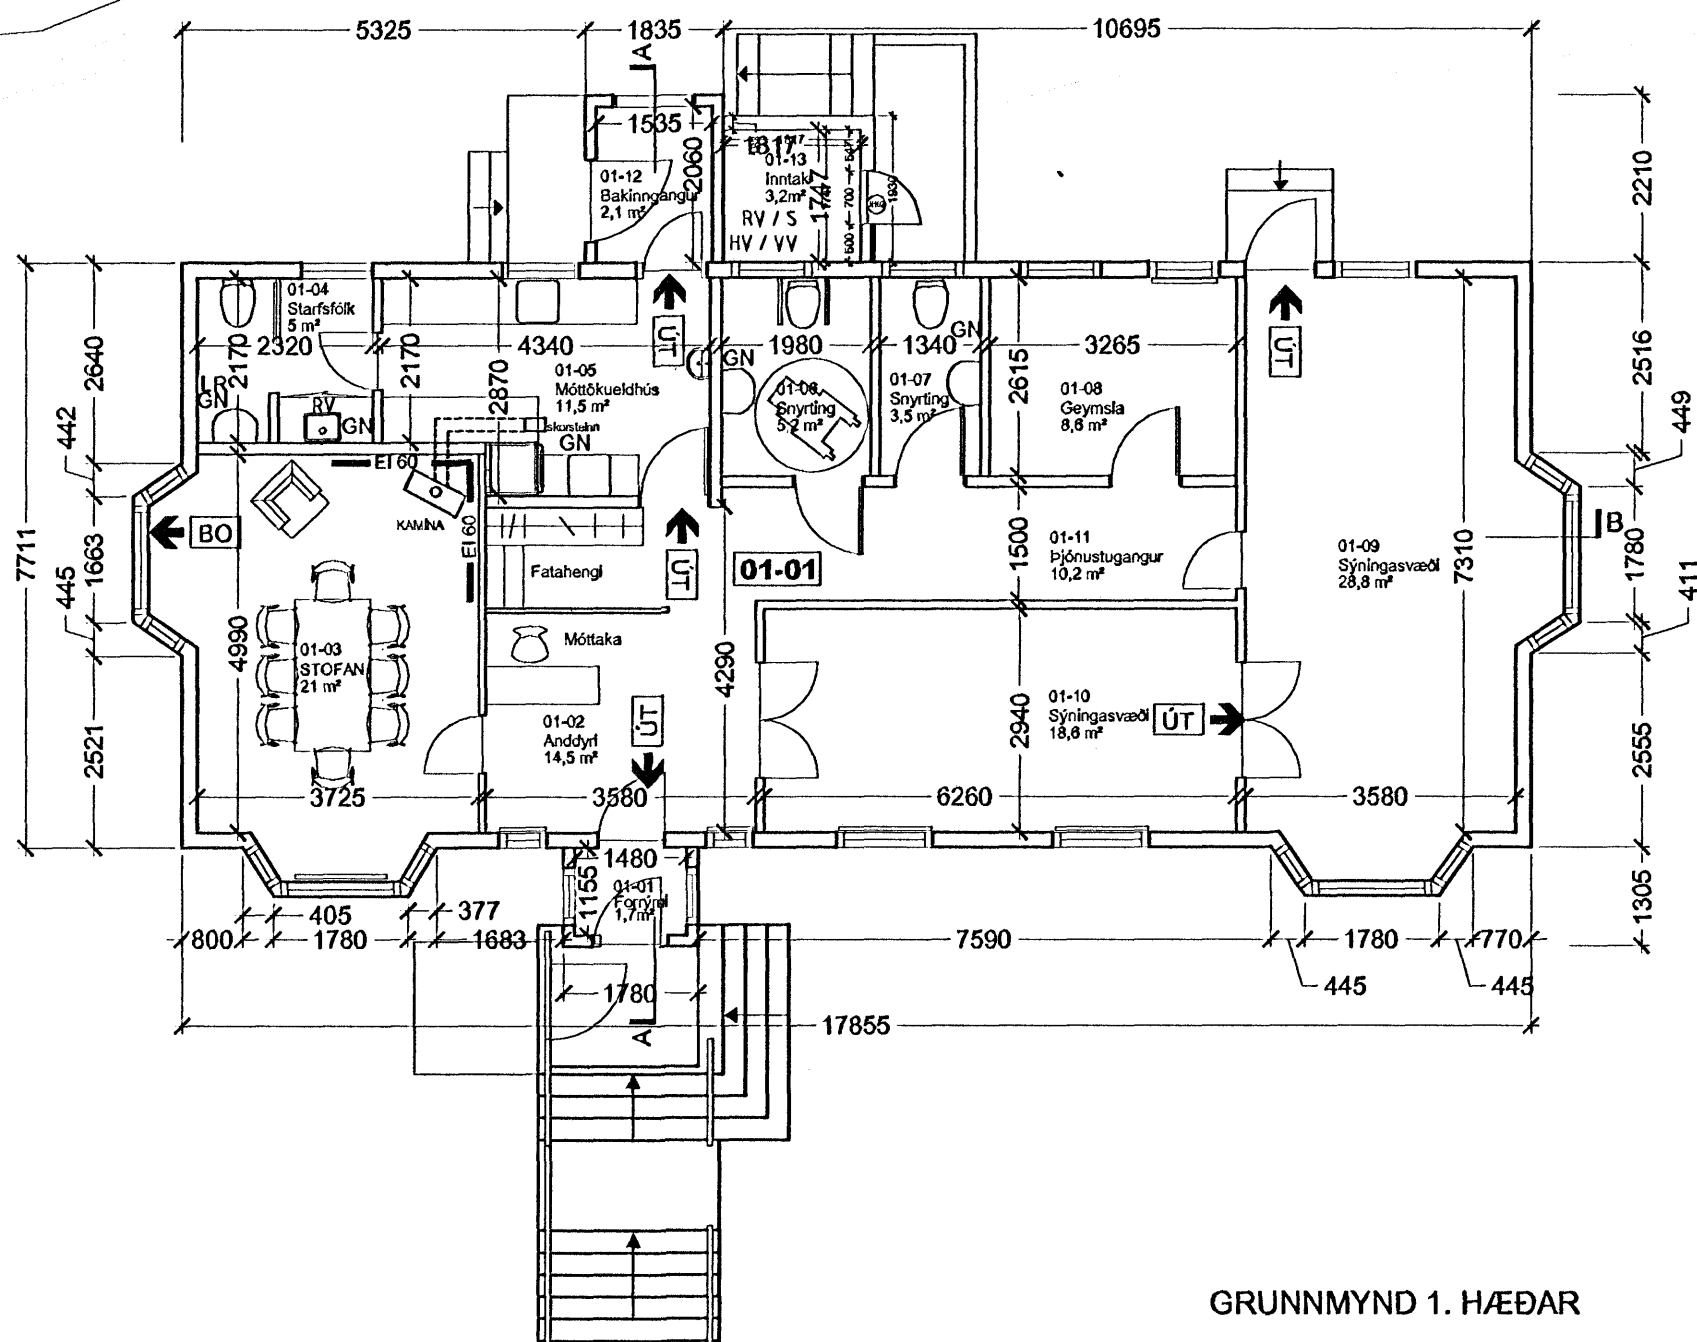 5325
1835
10695
A
1535
2060
1817
1747
01-13
Inntak
3,2m²
RV / S
HV / VV
500
700
547
1930
01-12
Bakinngangur
2,1 m²
2210
01-04
Starfsfólk
5 m²
2320
2170
LR
GN
RV
GN
2170
4340
2870
01-05
Móttökueldhús
11,5 m²
skorsteinn
GN
ÚT
1980
GN
01-06
Snyrting
5,2 m²
1340
GN
01-07
Snyrting
3,5 m²
2615
3265
01-08
Geymsla
8,6 m²
ÚT
2640
442
7711
1663
445
2521
2516
449
1780
411
2555
1305
BO
EI 60
KAMÍNA
EI 60
Fatahengi
ÚT
01-01
1500
01-11
Þjónustugangur
10,2 m²
01-09
Sýningasvæði
28,8 m²
7310
B
4990
01-03
STOFAN
21 m²
Móttaka
4290
01-02
Anddyri
14,5 m²
ÚT
2940
01-10
Sýningasvæði
18,6 m²
ÚT
3725
3580
6260
3580
1480
1155
01-01
Forrými
1,7m²
405
377
800
1780
1683
7590
1780
770
445
445
1780
A
17855
GRUNNMYND 1. HÆÐAR